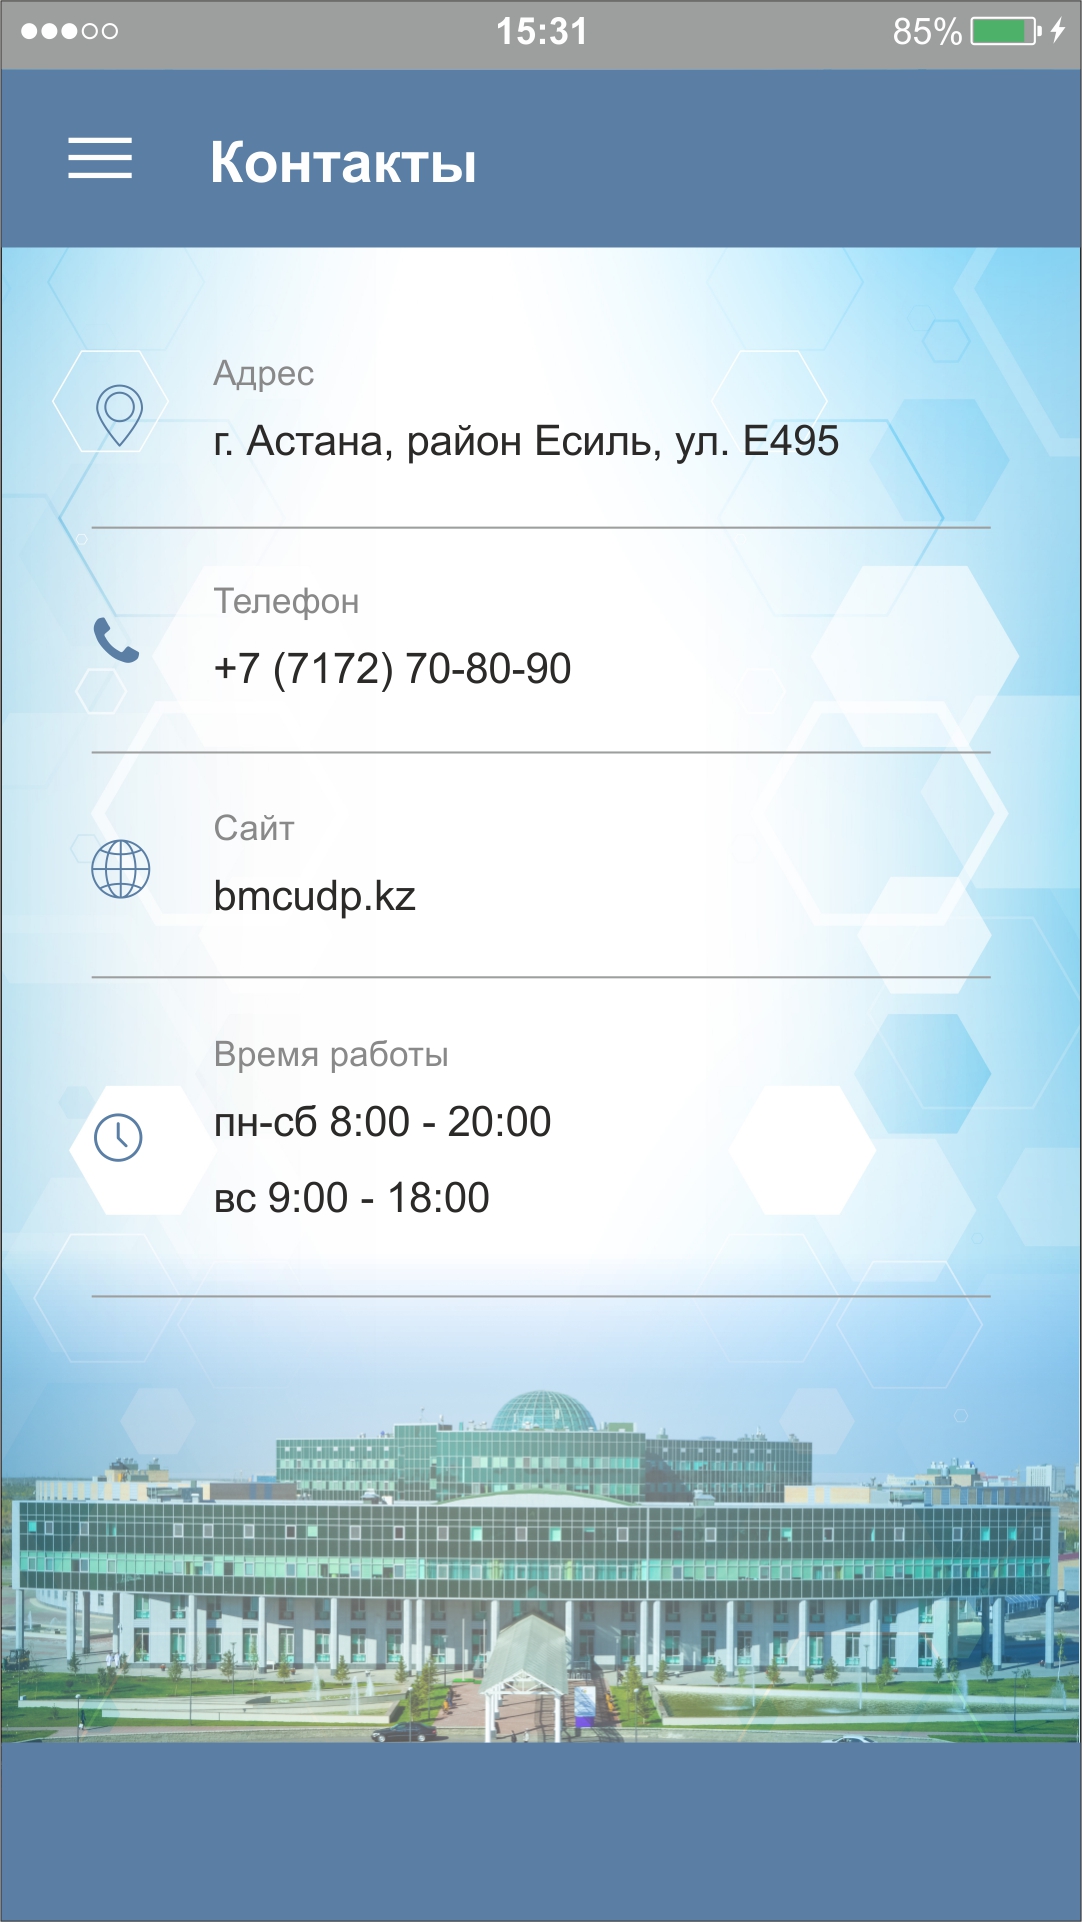 15:31
85%
Контакты
Адрес
г. Астана, район Есиль, ул. Е495
Телефон
+7 (7172) 70-80-90
Сайт
bmcudp.kz
Время работы
пн-сб 8:00 - 20:00
вс 9:00 - 18:00